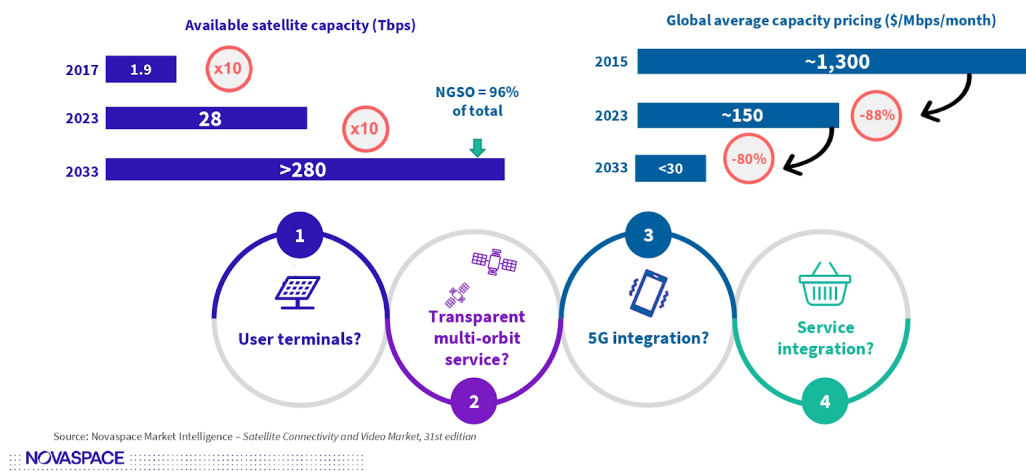 Available satellite capacity (Tbps)
2017
1.9
x10
2023
28
x10
NGSO = 96%
of total
2033
>280
Global average capacity pricing ($/Mbps/month)
2015
~1,300
2023
~150
-88%
2033
<30
-80%
1
User terminals?
Transparent
multi-orbit
service?
2
3
5G integration?
Service
integration?
4
Source: Novaspace Market Intelligence – Satellite Connectivity and Video Market, 31st edition
NOVASPACE